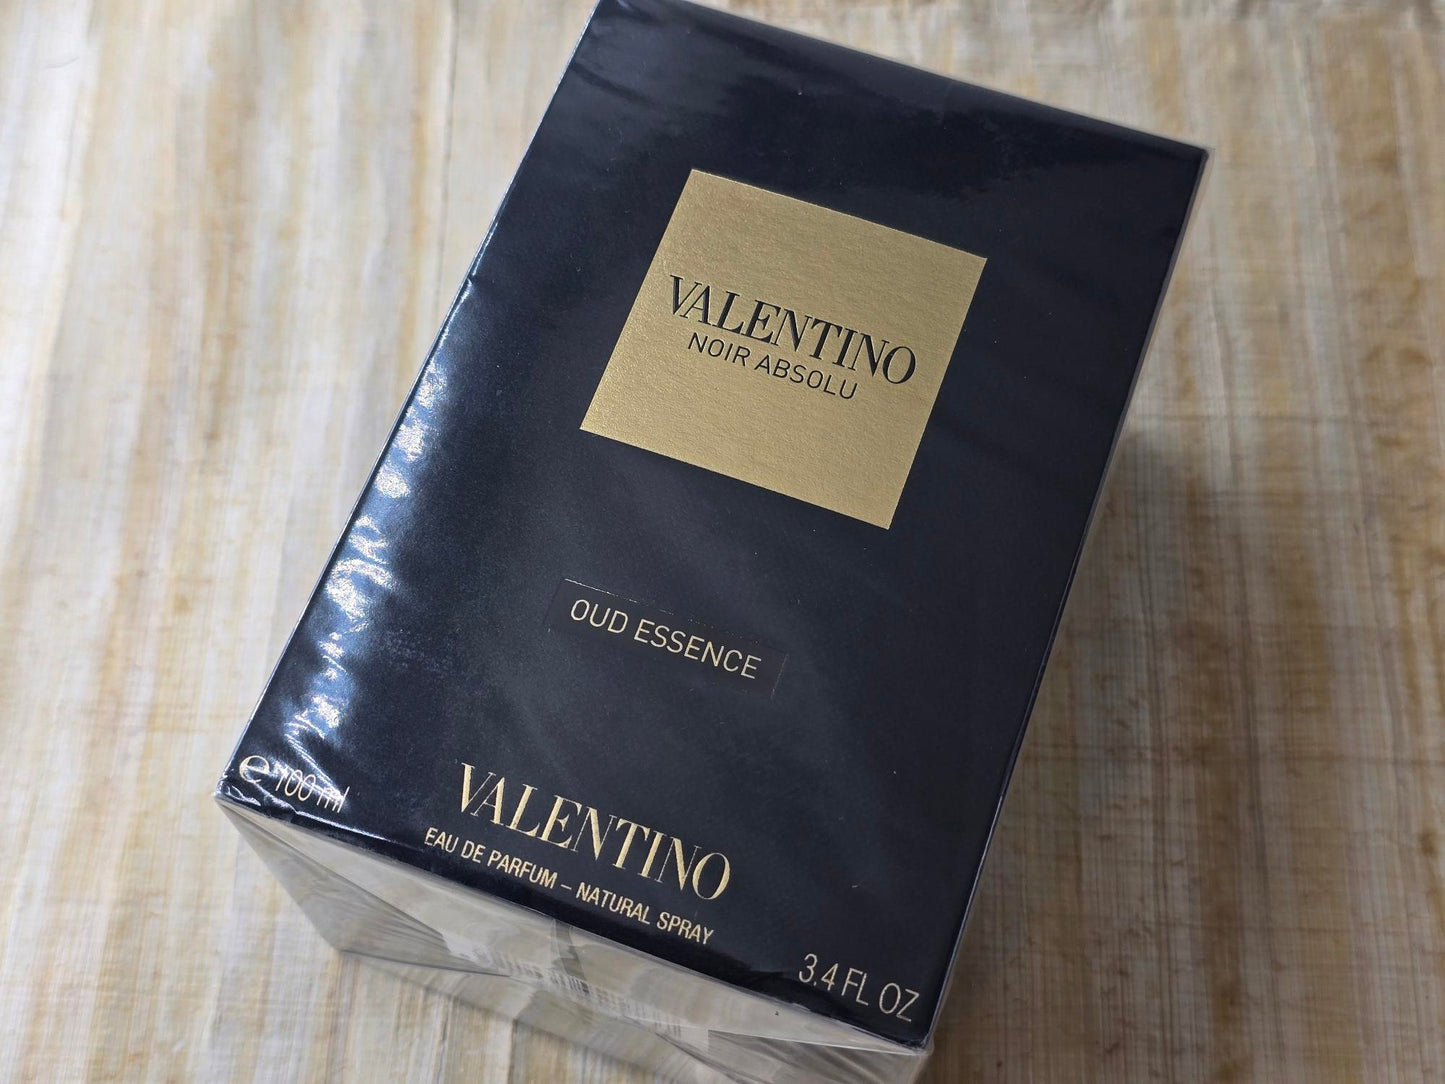 VALENTINO
NOIR ABSOLU
OUD ESSENCE
℮ 100 ml
VALENTINO
EAU DE PARFUM – NATURAL SPRAY
3.4 FL OZ